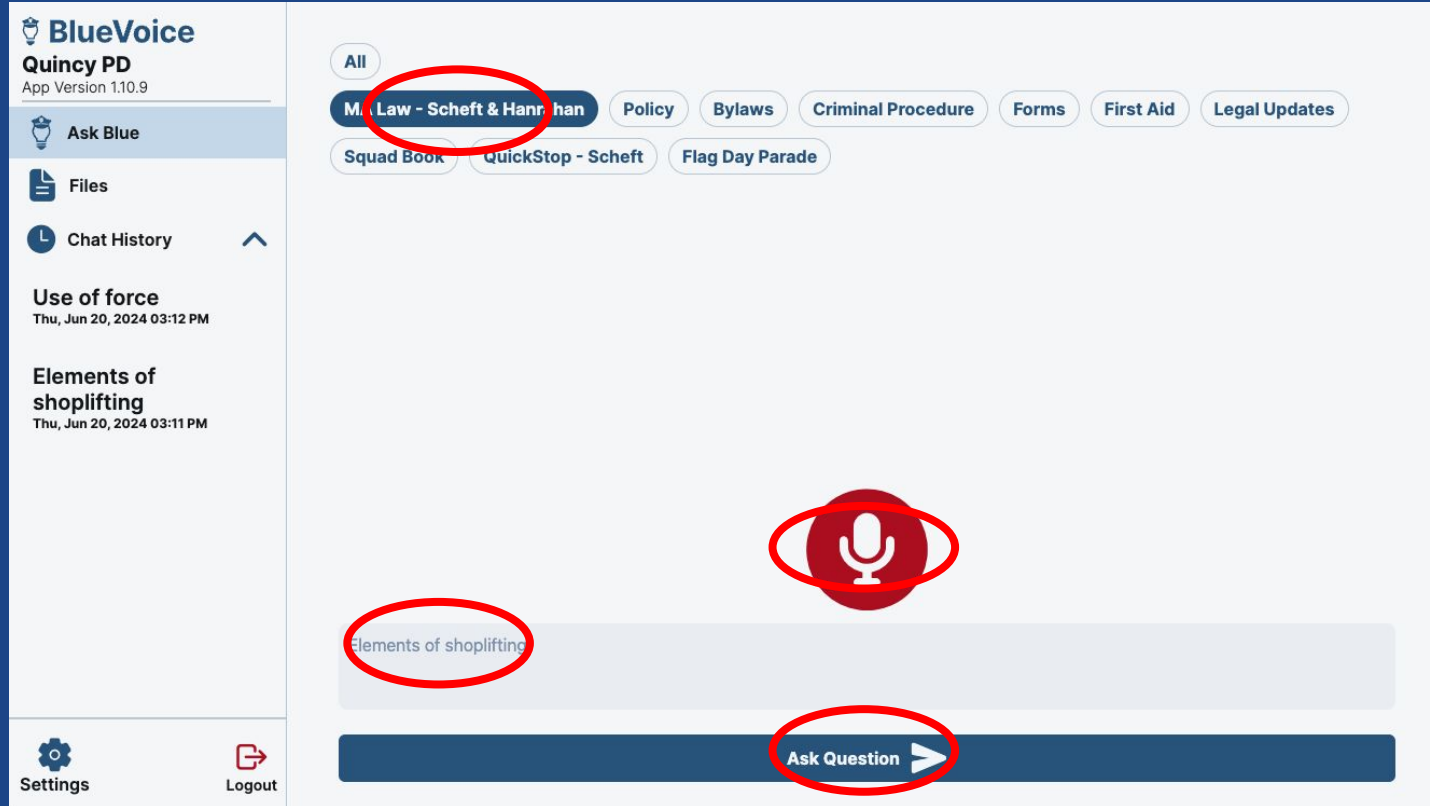 BlueVoice
Quincy PD
App Version 1.10.9
Ask Blue
Files
Chat History
Use of force
Thu, Jun 20, 2024 03:12 PM
Elements of
shoplifting
Thu, Jun 20, 2024 03:11 PM
Settings
Logout
All
MA Law - Scheft & Hanrahan Policy Bylaws Criminal Procedure Forms First Aid Legal Updates
Squad Book QuickStop - Scheft Flag Day Parade
Elements of shoplifting
Ask Question